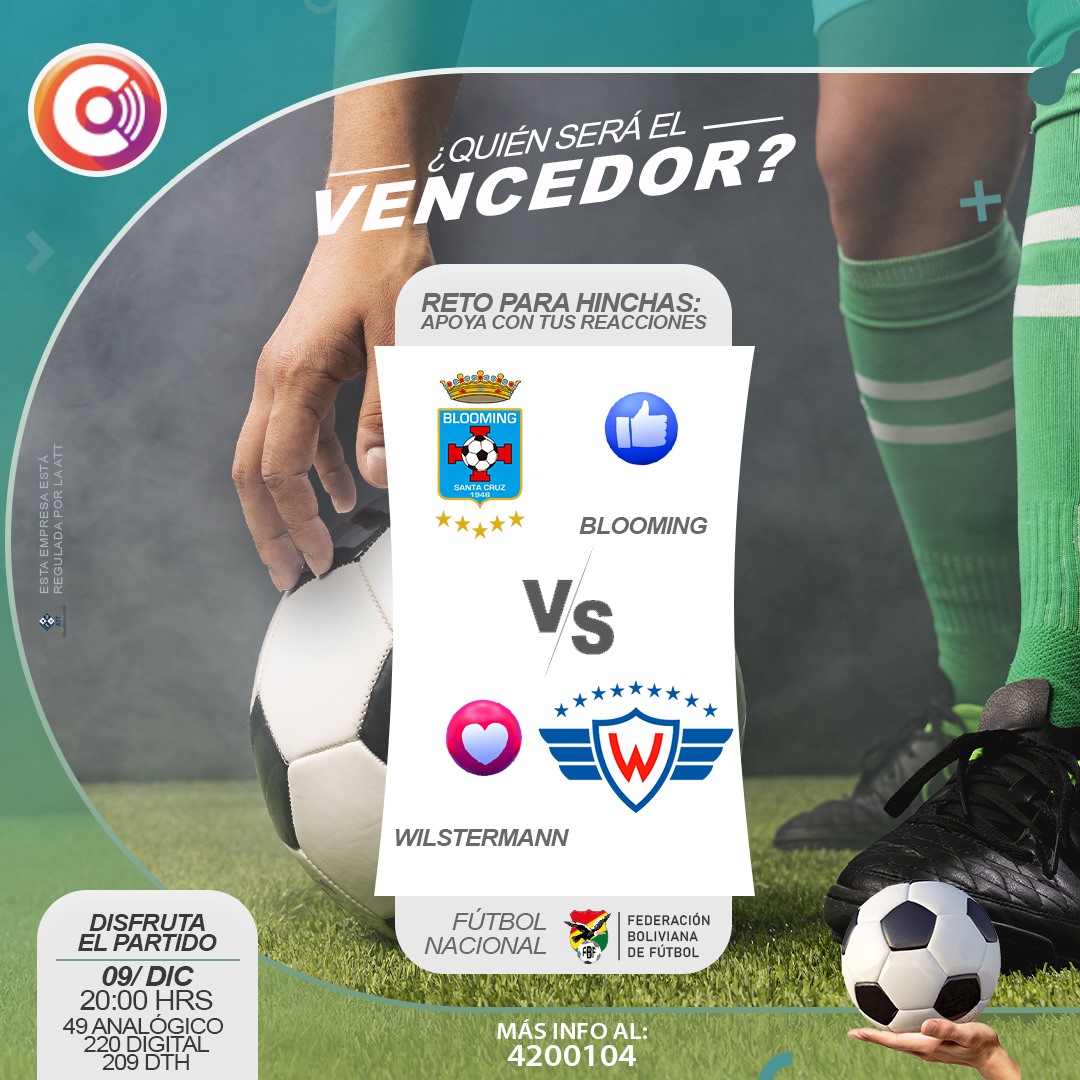 ¿QUIÉN SERÁ EL
VENCEDOR?
RETO PARA HINCHAS:
APOYA CON TUS REACCIONES
BLOOMING
SANTA CRUZ
1946
BLOOMING
VS
W
WILSTERMANN
FÚTBOL
NACIONAL
FBF
FEDERACIÓN
BOLIVIANA
DE FÚTBOL
ESTA EMPRESA ESTÁ
REGULADA POR LA ATT
ATT
DISFRUTA
EL PARTIDO
09/ DIC
20:00 HRS
49 ANALÓGICO
220 DIGITAL
209 DTH
MÁS INFO AL:
4200104